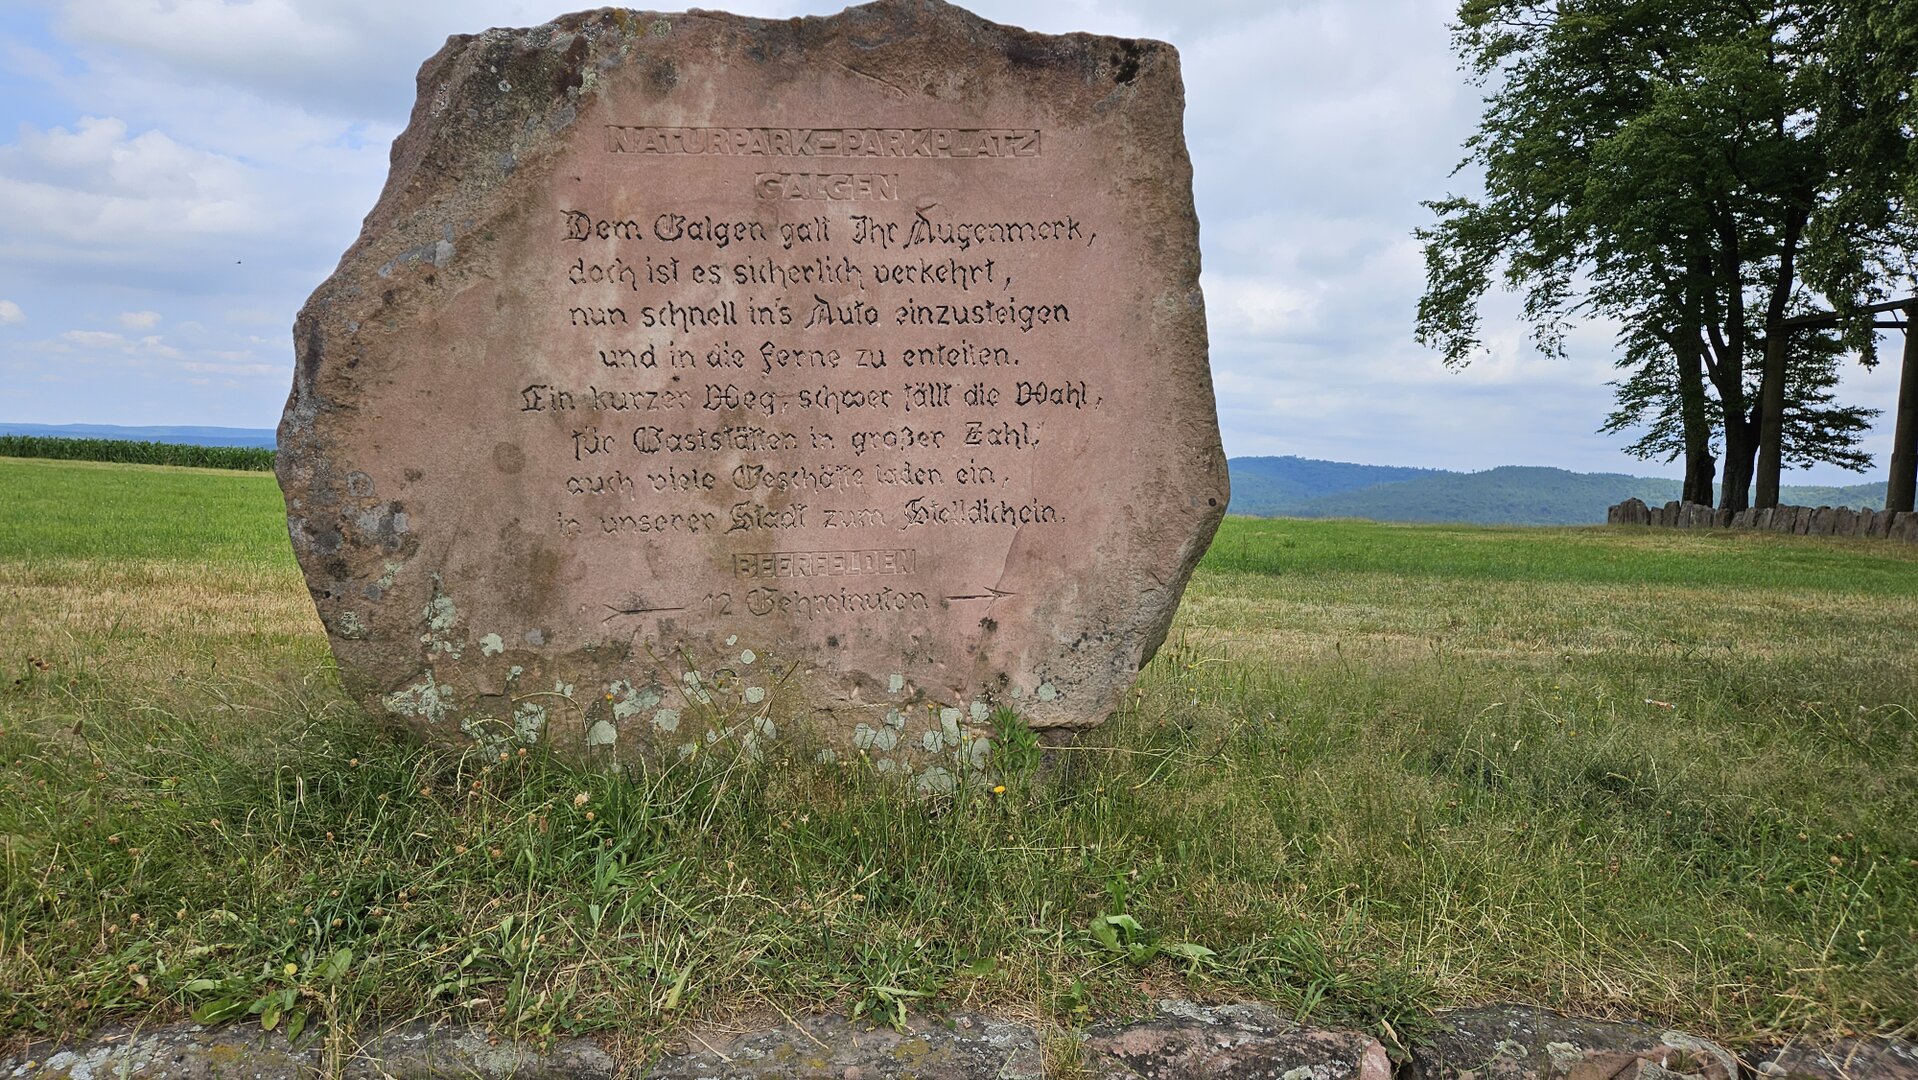 NATURPARK-PARKPLATZ
GALGEN
Dem Galgen galt Ihr Augenmerk,
doch ist es sicherlich verkehrt,
nun schnell in's Auto einzusteigen
und in die Ferne zu enteilen.
Ein kurzer Weg, schwer fällt die Wahl,
für Gaststätten in großer Zahl,
auch viele Geschäfte laden ein,
in unserer Stadt zum Stelldichein.
BEERFELDEN
12 Gehminuten